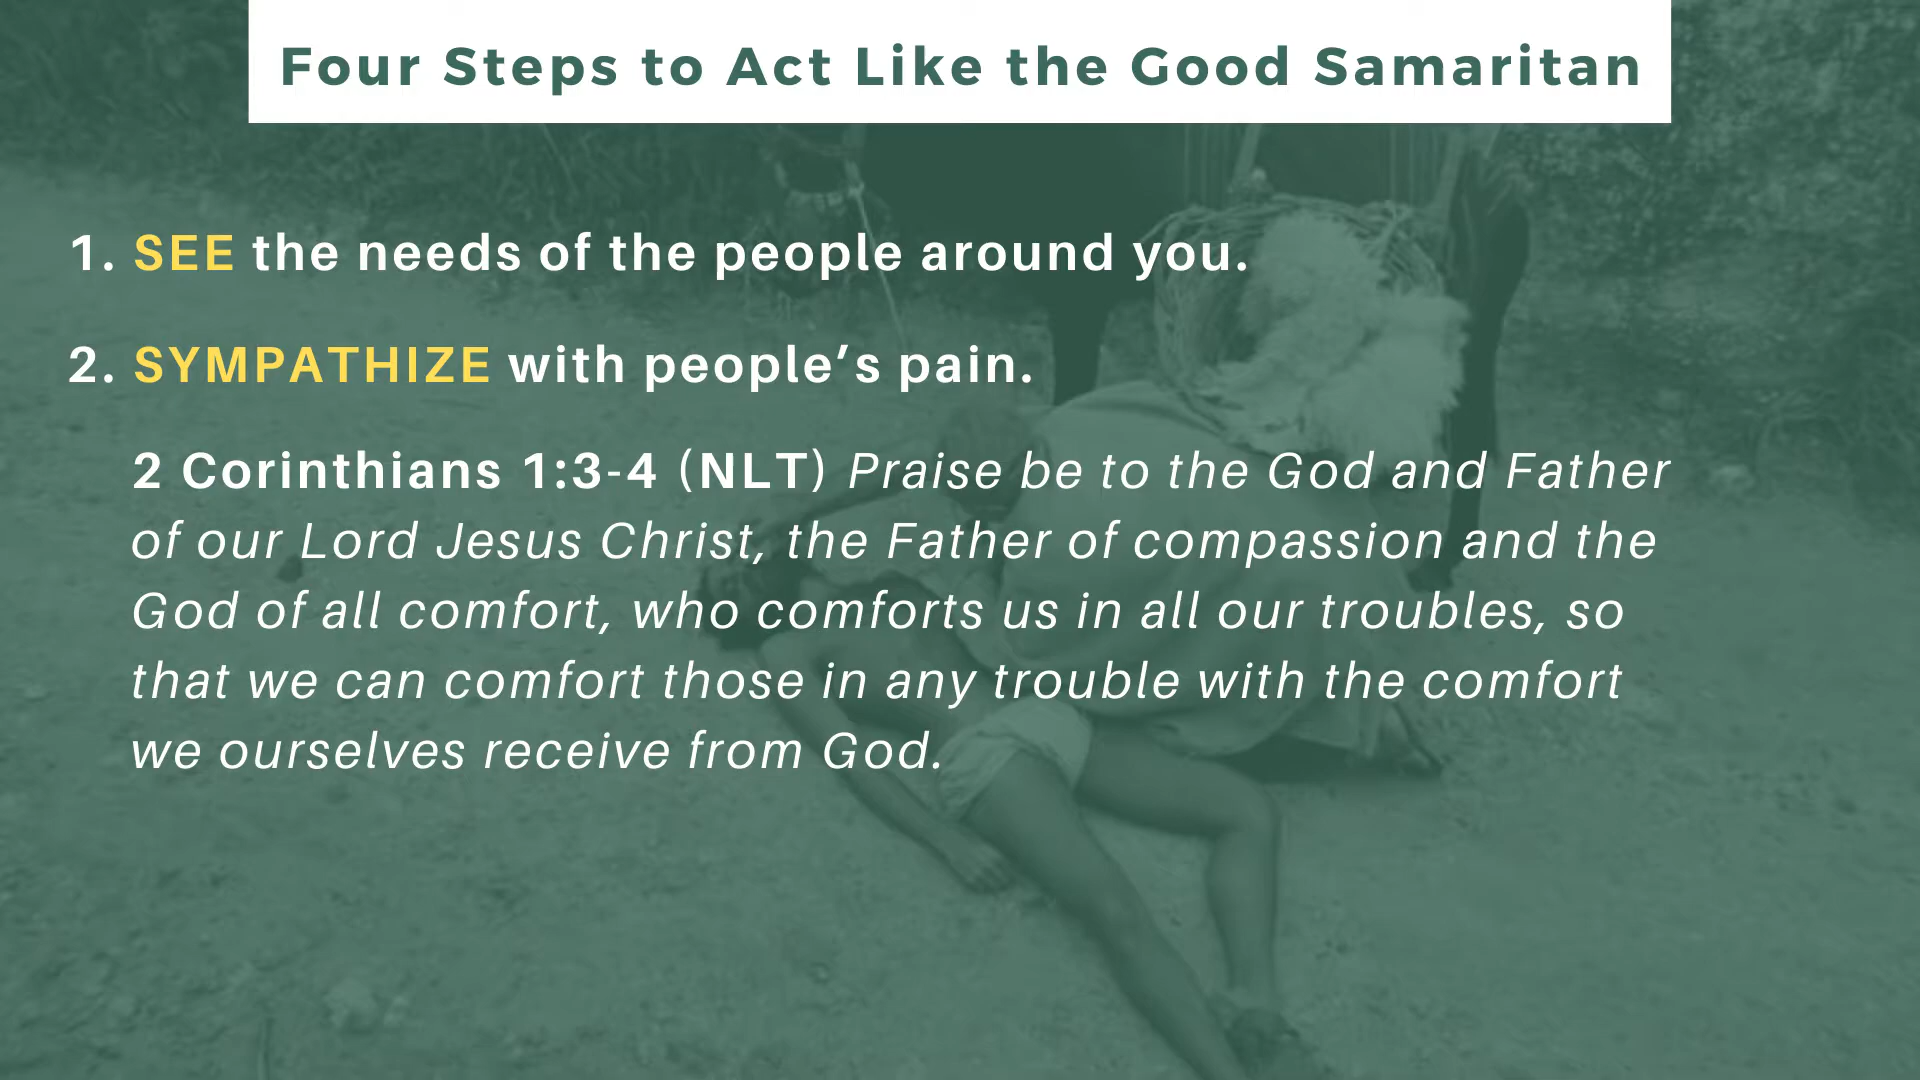 Four Steps to Act Like the Good Samaritan
1. SEE the needs of the people around you.
2. SYMPATHIZE with people’s pain.
2 Corinthians 1:3-4 (NLT) Praise be to the God and Father
of our Lord Jesus Christ, the Father of compassion and the
God of all comfort, who comforts us in all our troubles, so
that we can comfort those in any trouble with the comfort
we ourselves receive from God.